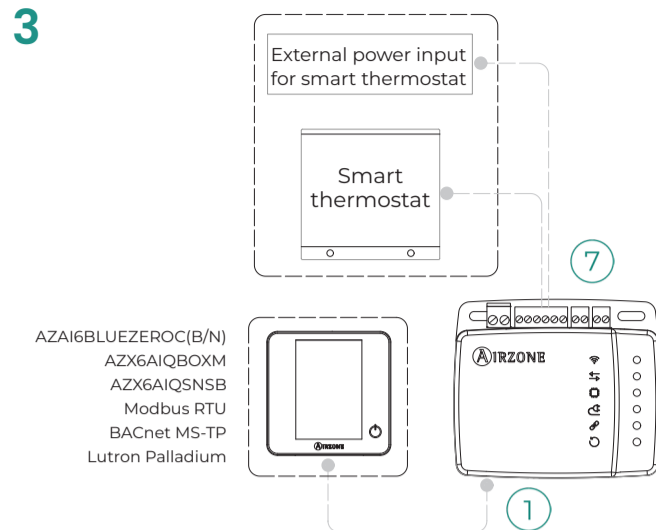 3
External power input
for smart thermostat
Smart
thermostat
7
AZAI6BLUEZEROC(B/N)
AZX6AIQBOXM
AZX6AIQSNSB
Modbus RTU
BACnet MS-TP
Lutron Palladium
AIRZONE
AIRZONE
1